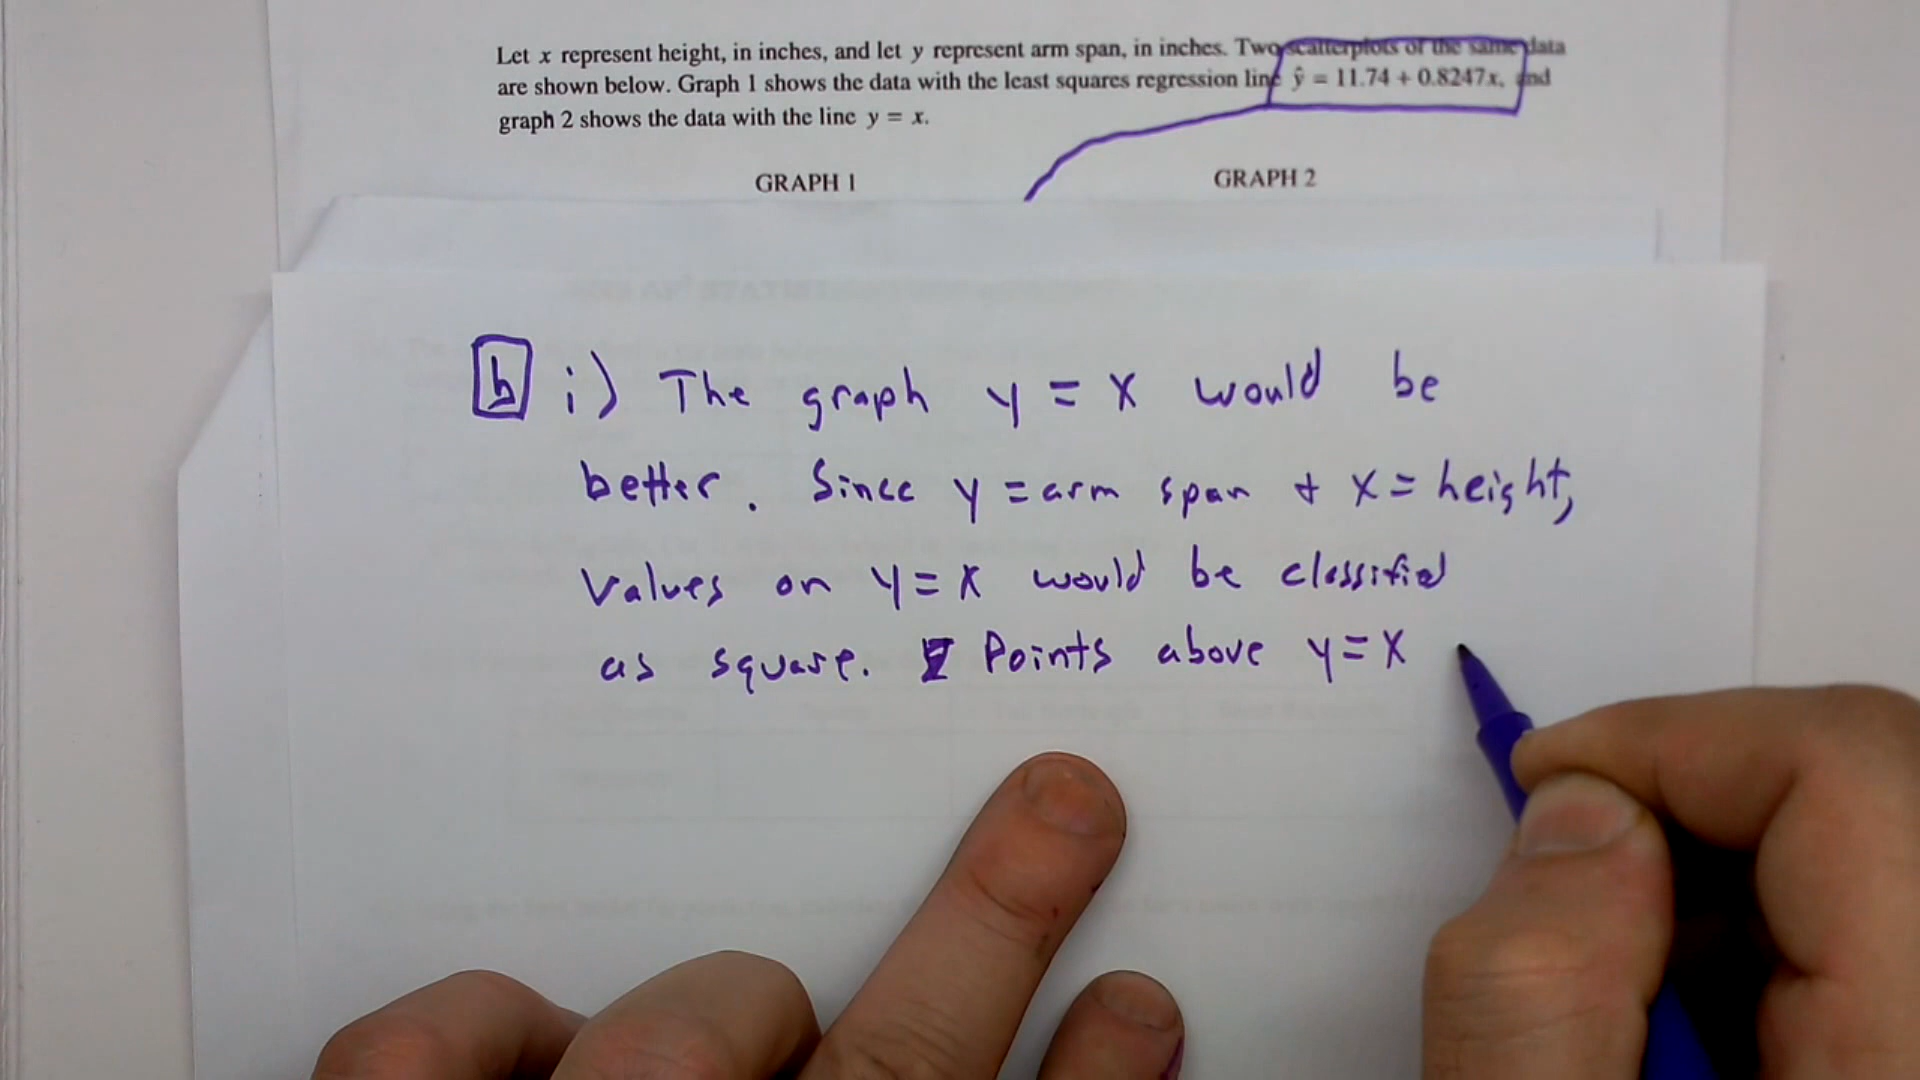 Let x represent height, in inches, and let y represent arm span, in inches. Two scatterplots of the same data
are shown below. Graph 1 shows the data with the least squares regression line ŷ = 11.74 + 0.8247x, and
graph 2 shows the data with the line y = x.
GRAPH 1 GRAPH 2
b i) The graph y = x would be
better. Since y = arm span + x = height,
values on y = x would be classified
as square. Points above y = x